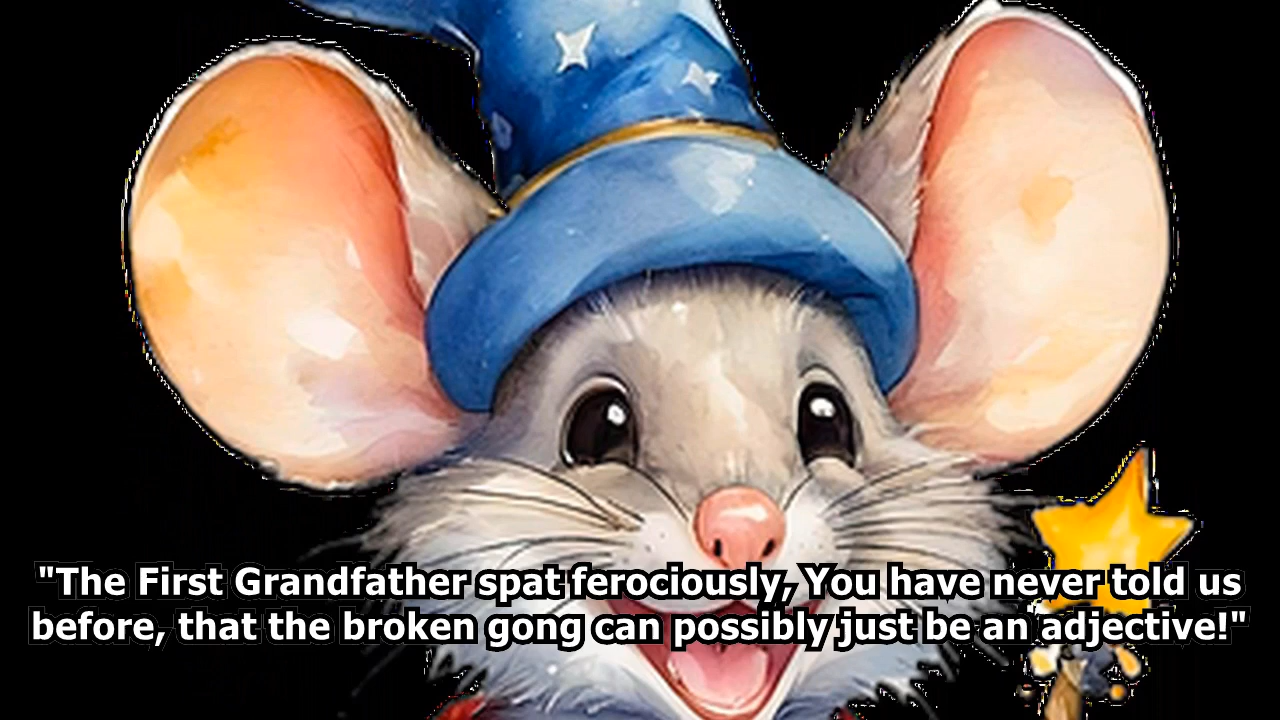 "The First Grandfather spat ferociously, You have never told us
before, that the broken gong can possibly just be an adjective!"